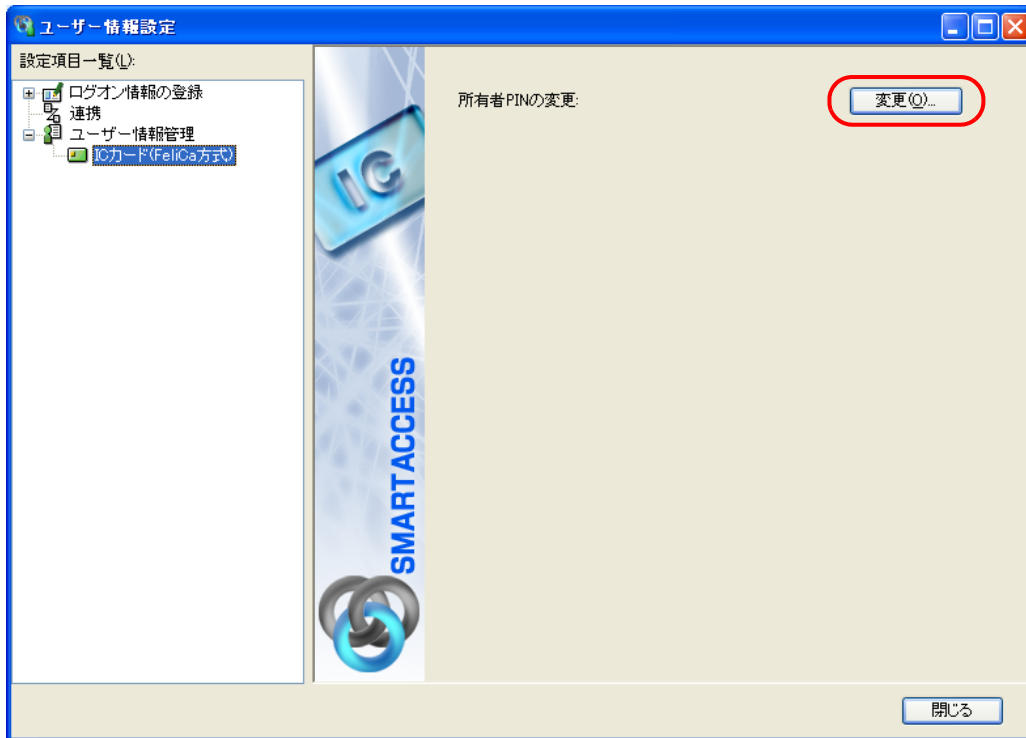 ユーザー情報設定
設定項目一覧(L):
ログオン情報の登録
連携
ユーザー情報管理
ICカード(FeliCa方式)
IC
SMARTACCESS
所有者PINの変更:
変更(O)...
閉じる